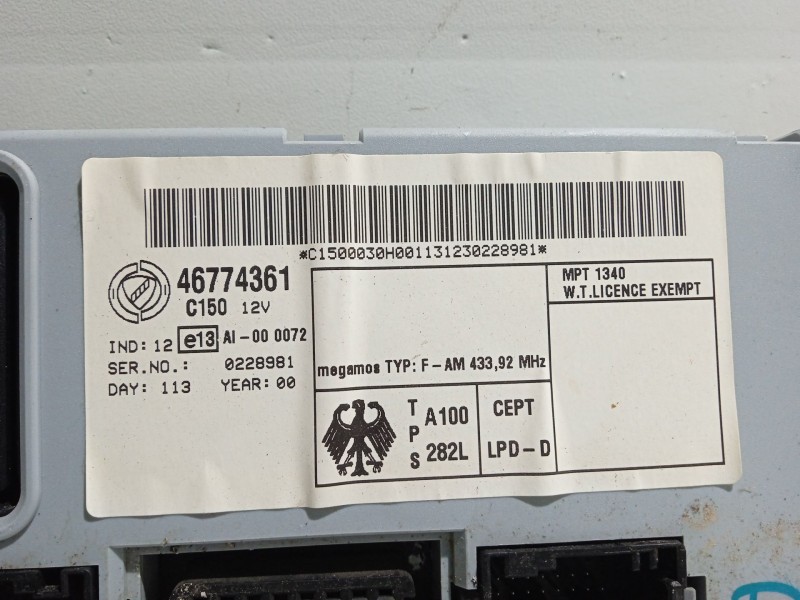 *C1500030H001131230228981*
46774361
C150 12V
IND: 12 e13 AI-00 0072
SER.NO.: 0228981
DAY: 113 YEAR: 00
megamos TYP: F-AM 433,92 MHz
MPT 1340
W.T.LICENCE EXEMPT
TPS A100 282L
CEPT
LPD-D